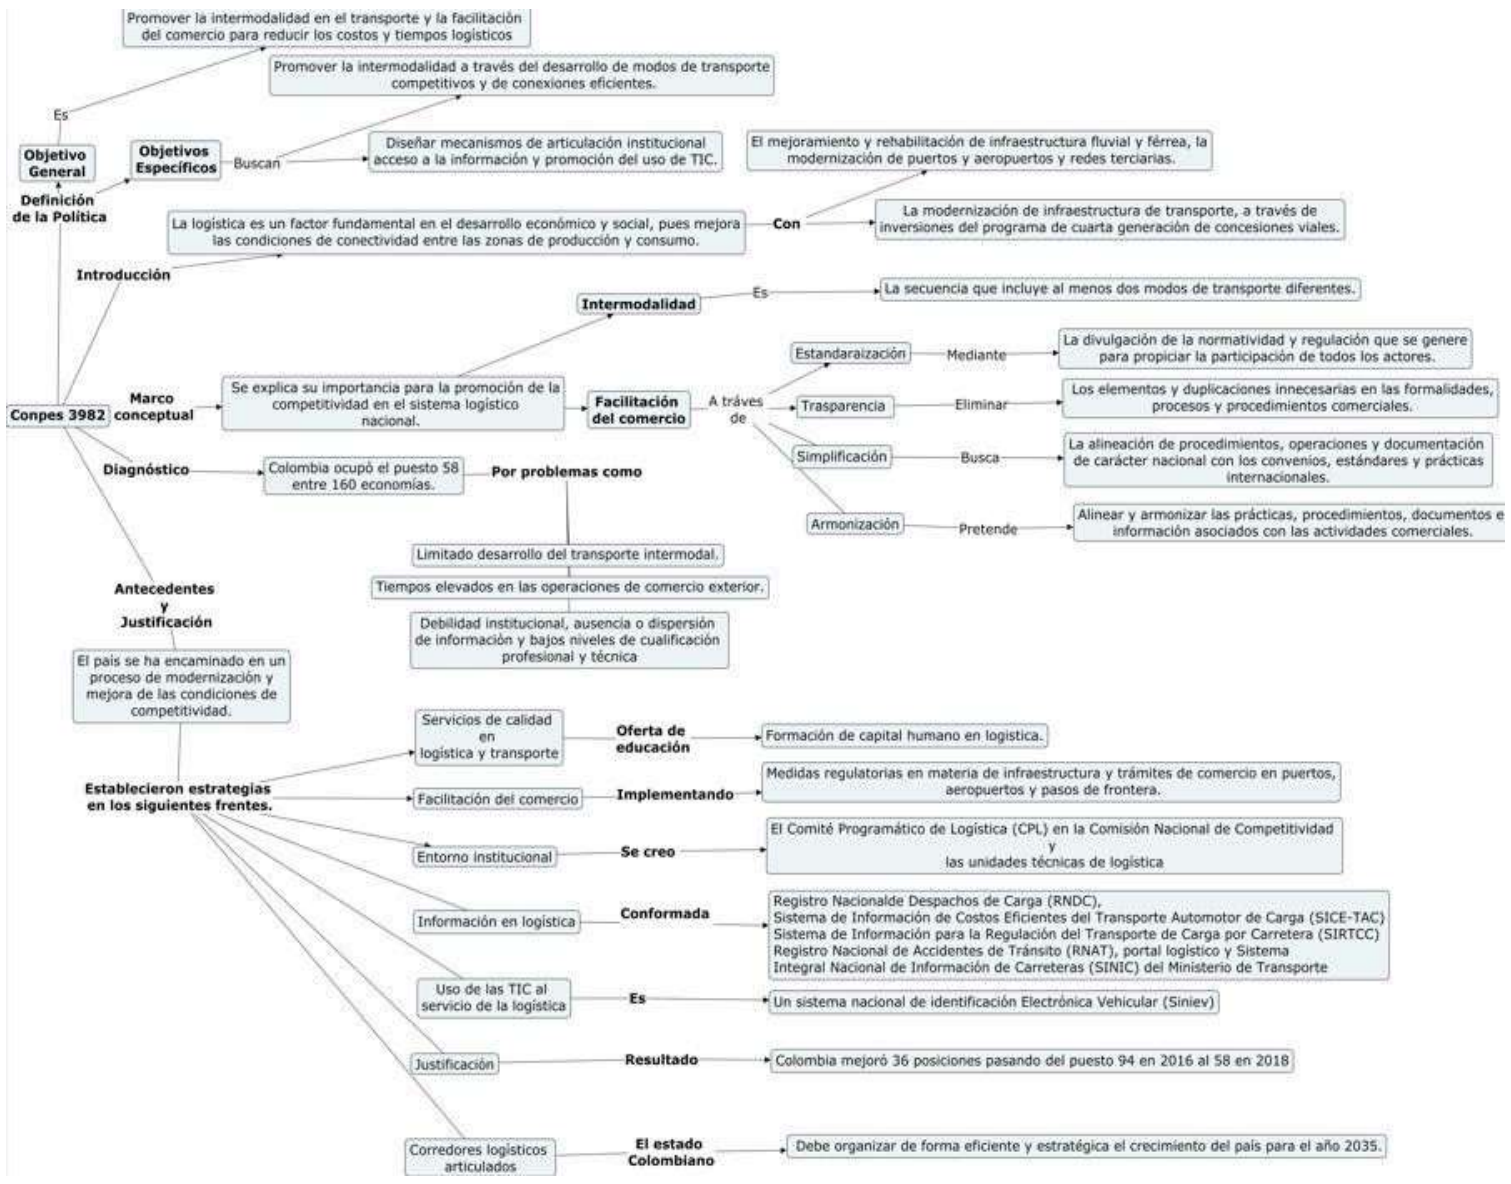 Promover la intermodalidad en el transporte y la facilitación
del comercio para reducir los costos y tiempos logísticos
Promover la intermodalidad a través del desarrollo de modos de transporte
competitivos y de conexiones eficientes.
Es
Objetivo
General
Objetivos
Específicos
Buscan
Diseñar mecanismos de articulación institucional
acceso a la información y promoción del uso de TIC.
El mejoramiento y rehabilitación de infraestructura fluvial y férrea, la
modernización de puertos y aeropuertos y redes terciarias.
Definición
de la Política
La logística es un factor fundamental en el desarrollo económico y social, pues mejora
las condiciones de conectividad entre las zonas de producción y consumo.
Con
La modernización de infraestructura de transporte, a través de
inversiones del programa de cuarta generación de concesiones viales.
Introducción
Intermodalidad
Es
La secuencia que incluye al menos dos modos de transporte diferentes.
Conpes 3982
Marco
conceptual
Se explica su importancia para la promoción de la
competitividad en el sistema logístico
nacional.
Facilitación
del comercio
A tráves
de
Estandaraización
Mediante
La divulgación de la normatividad y regulación que se genere
para propiciar la participación de todos los actores.
Trasparencia
Eliminar
Los elementos y duplicaciones innecesarias en las formalidades,
procesos y procedimientos comerciales.
Simplificación
Busca
La alineación de procedimientos, operaciones y documentación
de carácter nacional con los convenios, estándares y prácticas
internacionales.
Armonización
Pretende
Alinear y armonizar las prácticas, procedimientos, documentos e
información asociados con las actividades comerciales.
Diagnóstico
Colombia ocupó el puesto 58
entre 160 economías.
Por problemas como
Limitado desarrollo del transporte intermodal.
Tiempos elevados en las operaciones de comercio exterior.
Debilidad institucional, ausencia o dispersión
de información y bajos niveles de cualificación
profesional y técnica
Antecedentes
y
Justificación
El país se ha encaminado en un
proceso de modernización y
mejora de las condiciones de
competitividad.
Establecieron estrategias
en los siguientes frentes.
Servicios de calidad
en
logística y transporte
Oferta de
educación
Formación de capital humano en logistica.
Facilitación del comercio
Implementando
Medidas regulatorias en materia de infraestructura y trámites de comercio en puertos,
aeropuertos y pasos de frontera.
Entorno institucional
Se creo
El Comité Programático de Logística (CPL) en la Comisión Nacional de Competitividad
y
las unidades técnicas de logística
Información en logística
Conformada
Registro Nacionalde Despachos de Carga (RNDC),
Sistema de Información de Costos Eficientes del Transporte Automotor de Carga (SICE-TAC)
Sistema de Información para la Regulación del Transporte de Carga por Carretera (SIRTCC)
Registro Nacional de Accidentes de Tránsito (RNAT), portal logístico y Sistema
Integral Nacional de Información de Carreteras (SINIC) del Ministerio de Transporte
Uso de las TIC al
servicio de la logística
Es
Un sistema nacional de identificación Electrónica Vehicular (Siniev)
Justificación
Resultado
Colombia mejoró 36 posiciones pasando del puesto 94 en 2016 al 58 en 2018
Corredores logísticos
articulados
El estado
Colombiano
Debe organizar de forma eficiente y estratégica el crecimiento del país para el año 2035.